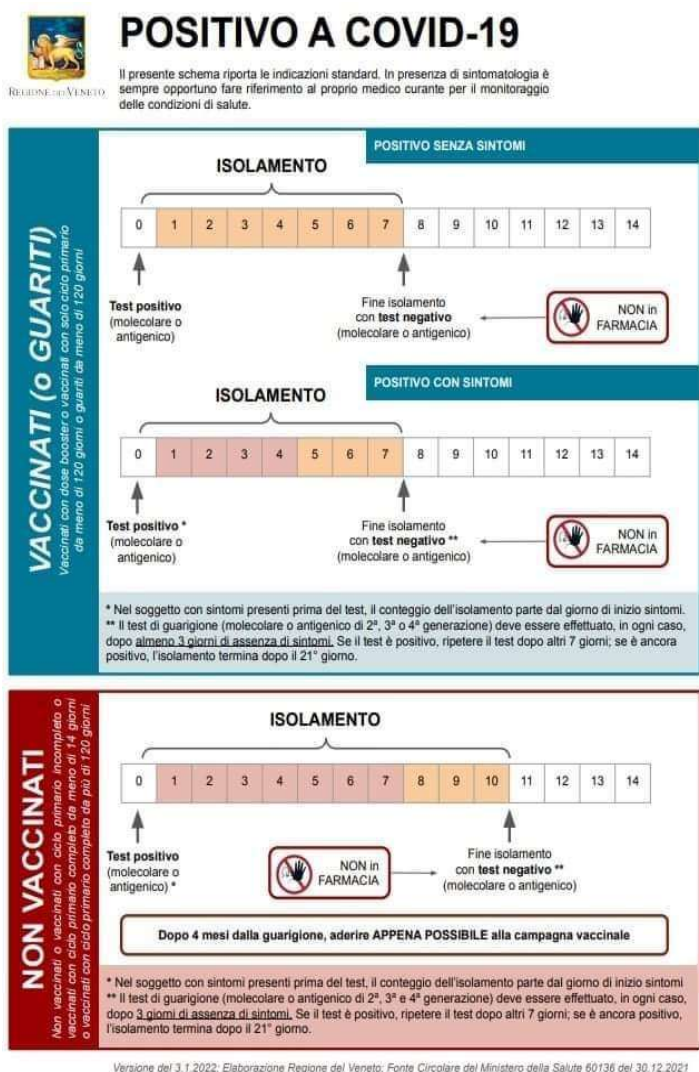 POSITIVO A COVID-19
Il presente schema riporta le indicazioni standard. In presenza di sintomatologia è
sempre opportuno fare riferimento al proprio medico curante per il monitoraggio
delle condizioni di salute.
REGIONE DEL VENETO
VACCINATI (o GUARITI)
Vaccinati con dose booster o vaccinati con solo ciclo primario
da meno di 120 giorni o guariti da meno di 120 giorni
POSITIVO SENZA SINTOMI
ISOLAMENTO
0 1 2 3 4 5 6 7 8 9 10 11 12 13 14
Test positivo
(molecolare o
antigenico)
Fine isolamento
con test negativo
(molecolare o antigenico)
NON in
FARMACIA
POSITIVO CON SINTOMI
ISOLAMENTO
0 1 2 3 4 5 6 7 8 9 10 11 12 13 14
Test positivo *
(molecolare o
antigenico)
Fine isolamento
con test negativo **
(molecolare o antigenico)
NON in
FARMACIA
* Nel soggetto con sintomi presenti prima del test, il conteggio dell'isolamento parte dal giorno di inizio sintomi.
** Il test di guarigione (molecolare o antigenico di 2ª, 3ª o 4ª generazione) deve essere effettuato, in ogni caso,
dopo almeno 3 giorni di assenza di sintomi. Se il test è positivo, ripetere il test dopo altri 7 giorni; se è ancora
positivo, l'isolamento termina dopo il 21° giorno.
NON VACCINATI
Non vaccinati o vaccinati con ciclo primario incompleto o
vaccinati con ciclo primario completo da meno di 14 giorni
o vaccinati con ciclo primario completo da più di 120 giorni
ISOLAMENTO
0 1 2 3 4 5 6 7 8 9 10 11 12 13 14
Test positivo
(molecolare o
antigenico) *
NON in
FARMACIA
Fine isolamento
con test negativo **
(molecolare o antigenico)
Dopo 4 mesi dalla guarigione, aderire APPENA POSSIBILE alla campagna vaccinale
* Nel soggetto con sintomi presenti prima del test, il conteggio dell'isolamento parte dal giorno di inizio sintomi
** Il test di guarigione (molecolare o antigenico di 2ª, 3ª e 4ª generazione) deve essere effettuato, in ogni caso,
dopo 3 giorni di assenza di sintomi. Se il test è positivo, ripetere il test dopo altri 7 giorni; se è ancora positivo,
l'isolamento termina dopo il 21° giorno.
Versione del 3.1.2022; Elaborazione Regione del Veneto; Fonte Circolare del Ministero della Salute 60136 del 30.12.2021